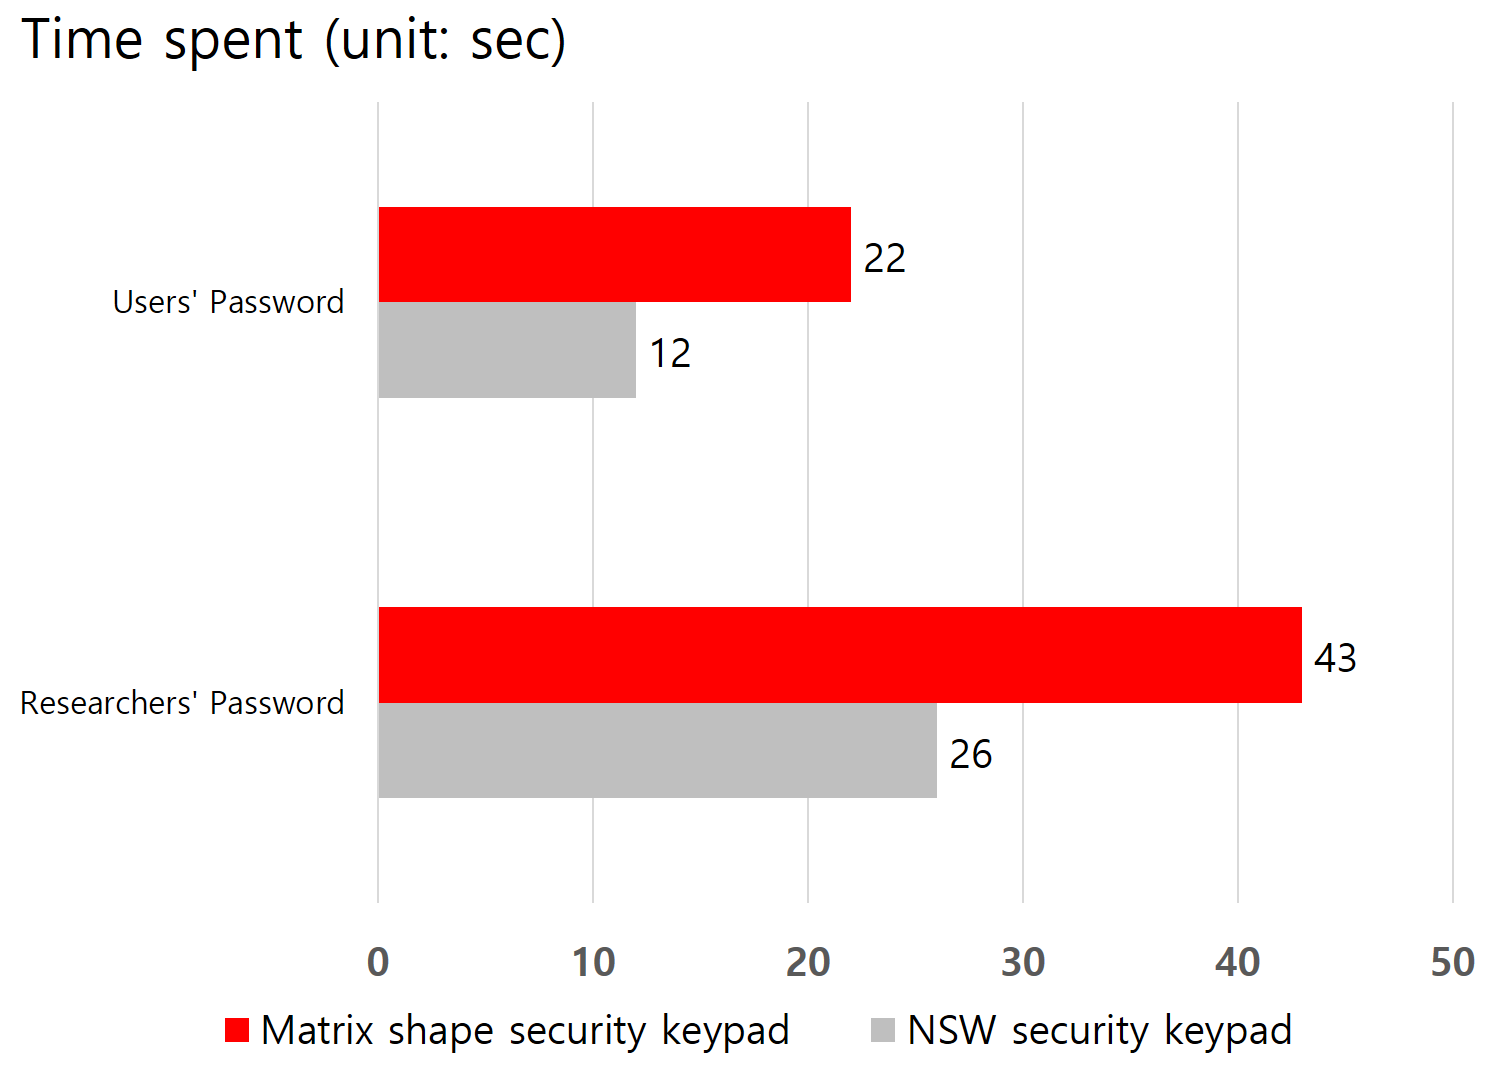 Time spent (unit: sec)
22
Users' Password
12
43
Researchers' Password
26
0 10 20 30 40 50
Matrix shape security keypad NSW security keypad